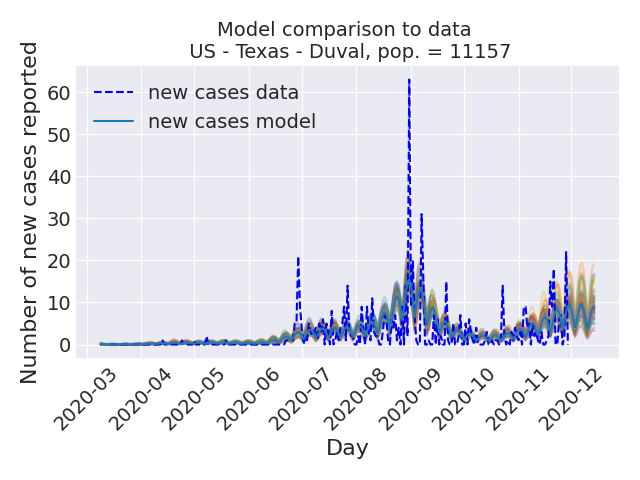 Model comparison to data
US - Texas - Duval, pop. = 11157
Number of new cases reported
60
50
40
30
20
10
0
new cases data
new cases model
2020-03
2020-04
2020-05
2020-06
2020-07
2020-08
2020-09
2020-10
2020-11
2020-12
Day